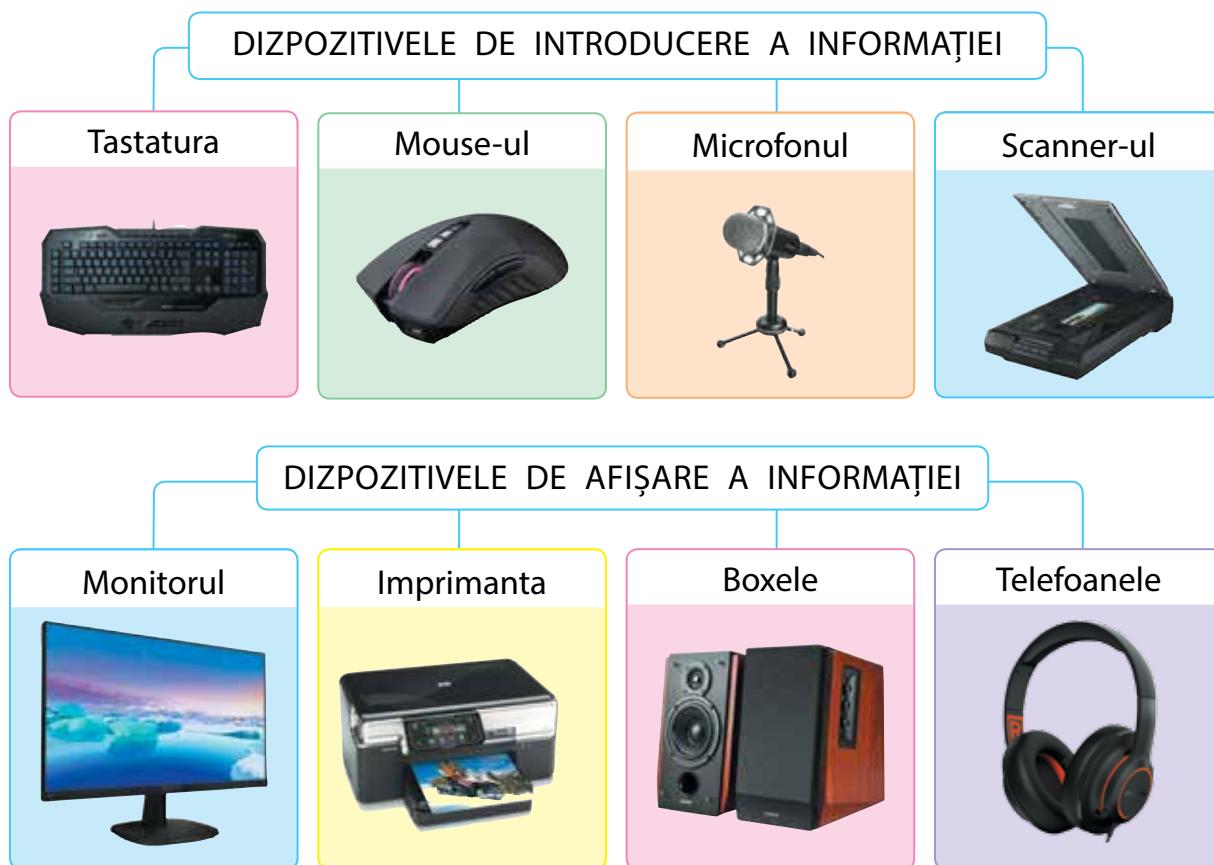 DIZPOZITIVELE DE INTRODUCERE A INFORMAȚIEI
Tastatura
Mouse-ul
Microfonul
Scanner-ul
DIZPOZITIVELE DE AFIȘARE A INFORMAȚIEI
Monitorul
Imprimanta
Boxele
Telefoanele